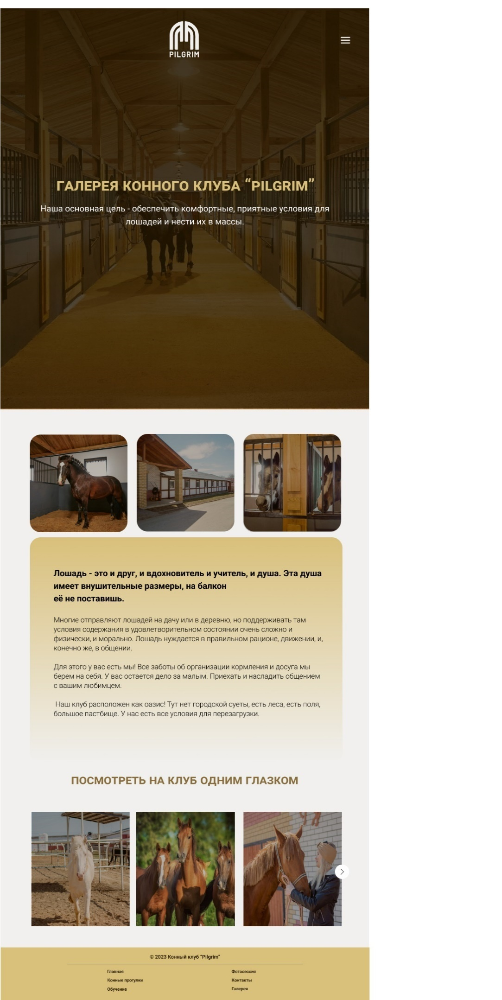 PILGRIM
ГАЛЕРЕЯ КОННОГО КЛУБА “PILGRIM”
Наша основная цель - обеспечить комфортные, приятные условия для
лошадей и нести их в массы.
Лошадь - это и друг, и вдохновитель и учитель, и душа. Эта душа
имеет внушительные размеры, на балкон
её не поставишь.
Многие отправляют лошадей на дачу или в деревню, но поддерживать там
условия содержания в удовлетворительном состоянии очень сложно и
физически, и морально. Лошадь нуждается в правильном рационе, движении, и,
конечно же, в общении.
Для этого у вас есть мы! Все заботы об организации кормления и досуга мы
берем на себя. У вас остается дело за малым. Приехать и насладить общением
с вашим любимцем.
Наш клуб расположен как оазис! Тут нет городской суеты, есть леса, есть поля,
большое пастбище. У нас есть все условия для перезагрузки.
ПОСМОТРЕТЬ НА КЛУБ ОДНИМ ГЛАЗКОМ
© 2023 Конный клуб “Pilgrim”
Главная
Конные прогулки
Обучение
Фотосессия
Контакты
Галерея